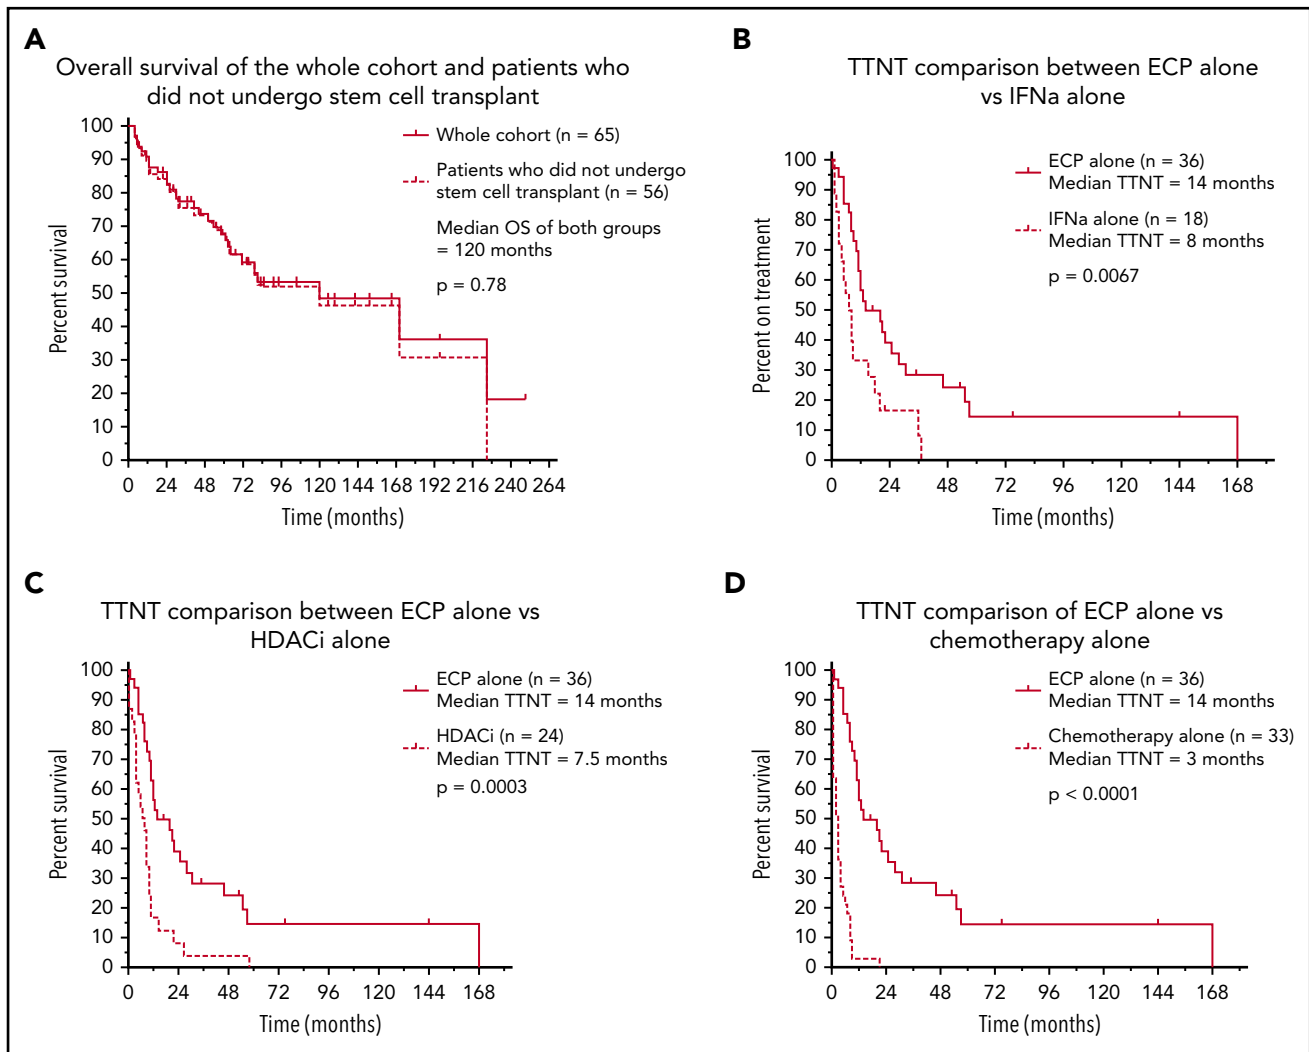 A
Overall survival of the whole cohort and patients who
did not undergo stem cell transplant
Percent survival
100
90
80
70
60
50
40
30
20
10
0
0 24 48 72 96 120 144 168 192 216 240 264
Time (months)
Whole cohort (n = 65)
Patients who did not undergo
stem cell transplant (n = 56)
Median OS of both groups
= 120 months
p = 0.78
B
TTNT comparison between ECP alone
vs IFNa alone
Percent on treatment
100
90
80
70
60
50
40
30
20
10
0
0 24 48 72 96 120 144 168
Time (months)
ECP alone (n = 36)
Median TTNT = 14 months
IFNa alone (n = 18)
Median TTNT = 8 months
p = 0.0067
C
TTNT comparison between ECP alone vs
HDACi alone
Percent survival
100
90
80
70
60
50
40
30
20
10
0
0 24 48 72 96 120 144 168
Time (months)
ECP alone (n = 36)
Median TTNT = 14 months
HDACi (n = 24)
Median TTNT = 7.5 months
p = 0.0003
D
TTNT comparison of ECP alone vs
chemotherapy alone
Percent survival
100
90
80
70
60
50
40
30
20
10
0
0 24 48 72 96 120 144 168
Time (months)
ECP alone (n = 36)
Median TTNT = 14 months
Chemotherapy alone (n = 33)
Median TTNT = 3 months
p < 0.0001